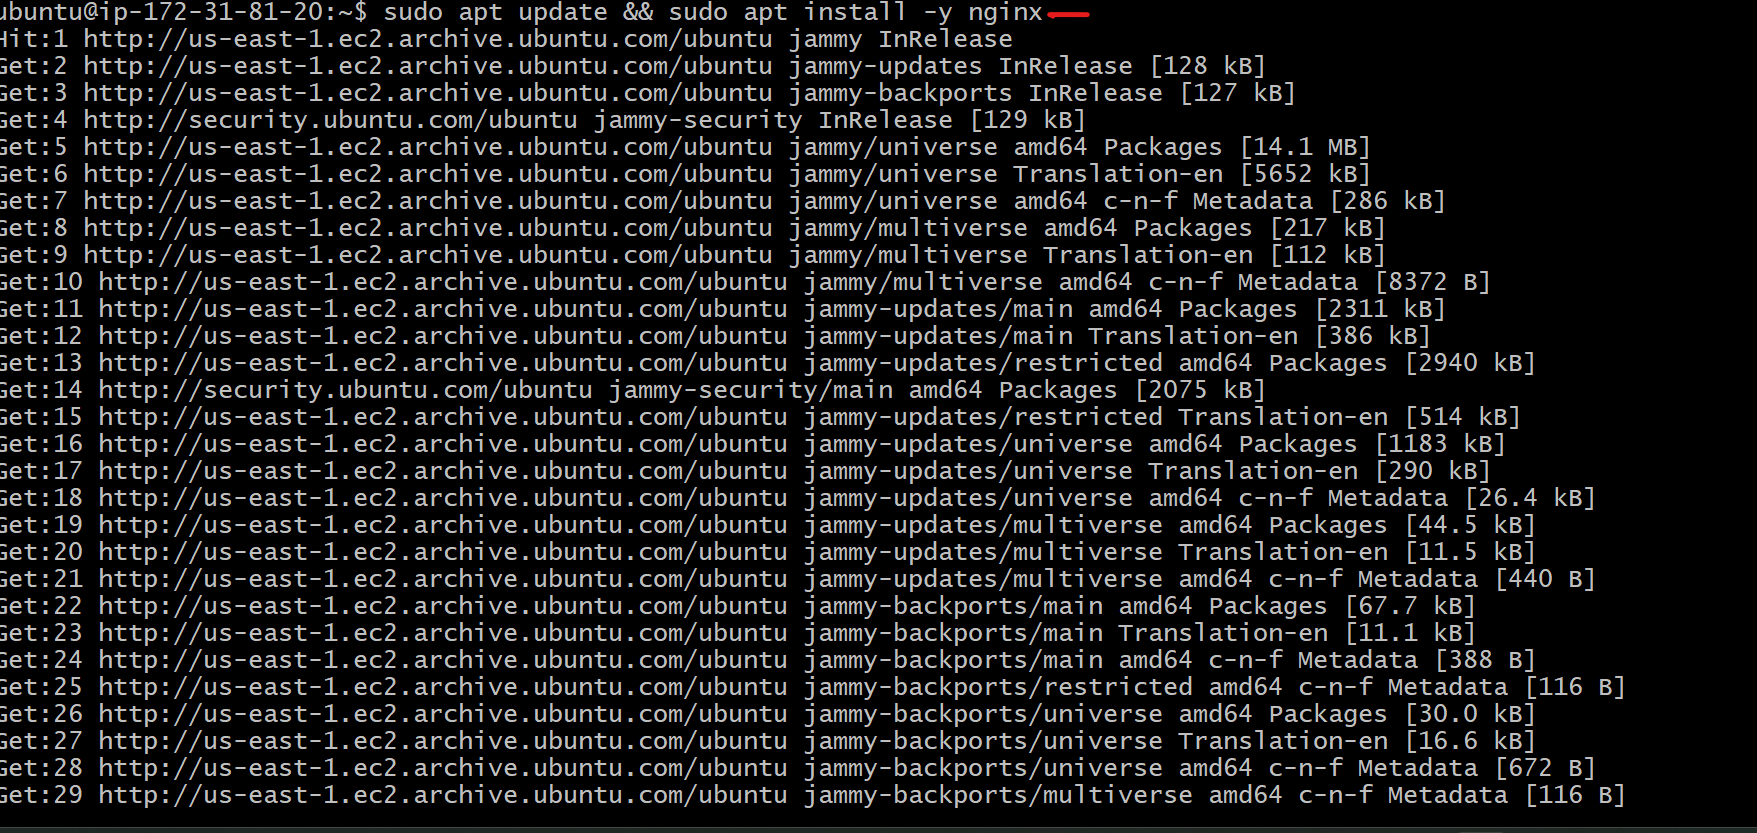 ubuntu@ip-172-31-81-20:~$ sudo apt update && sudo apt install -y nginx
Hit:1 http://us-east-1.ec2.archive.ubuntu.com/ubuntu jammy InRelease
Get:2 http://us-east-1.ec2.archive.ubuntu.com/ubuntu jammy-updates InRelease [128 kB]
Get:3 http://us-east-1.ec2.archive.ubuntu.com/ubuntu jammy-backports InRelease [127 kB]
Get:4 http://security.ubuntu.com/ubuntu jammy-security InRelease [129 kB]
Get:5 http://us-east-1.ec2.archive.ubuntu.com/ubuntu jammy/universe amd64 Packages [14.1 MB]
Get:6 http://us-east-1.ec2.archive.ubuntu.com/ubuntu jammy/universe Translation-en [5652 kB]
Get:7 http://us-east-1.ec2.archive.ubuntu.com/ubuntu jammy/universe amd64 c-n-f Metadata [286 kB]
Get:8 http://us-east-1.ec2.archive.ubuntu.com/ubuntu jammy/multiverse amd64 Packages [217 kB]
Get:9 http://us-east-1.ec2.archive.ubuntu.com/ubuntu jammy/multiverse Translation-en [112 kB]
Get:10 http://us-east-1.ec2.archive.ubuntu.com/ubuntu jammy/multiverse amd64 c-n-f Metadata [8372 B]
Get:11 http://us-east-1.ec2.archive.ubuntu.com/ubuntu jammy-updates/main amd64 Packages [2311 kB]
Get:12 http://us-east-1.ec2.archive.ubuntu.com/ubuntu jammy-updates/main Translation-en [386 kB]
Get:13 http://us-east-1.ec2.archive.ubuntu.com/ubuntu jammy-updates/restricted amd64 Packages [2940 kB]
Get:14 http://security.ubuntu.com/ubuntu jammy-security/main amd64 Packages [2075 kB]
Get:15 http://us-east-1.ec2.archive.ubuntu.com/ubuntu jammy-updates/restricted Translation-en [514 kB]
Get:16 http://us-east-1.ec2.archive.ubuntu.com/ubuntu jammy-updates/universe amd64 Packages [1183 kB]
Get:17 http://us-east-1.ec2.archive.ubuntu.com/ubuntu jammy-updates/universe Translation-en [290 kB]
Get:18 http://us-east-1.ec2.archive.ubuntu.com/ubuntu jammy-updates/universe amd64 c-n-f Metadata [26.4 kB]
Get:19 http://us-east-1.ec2.archive.ubuntu.com/ubuntu jammy-updates/multiverse amd64 Packages [44.5 kB]
Get:20 http://us-east-1.ec2.archive.ubuntu.com/ubuntu jammy-updates/multiverse Translation-en [11.5 kB]
Get:21 http://us-east-1.ec2.archive.ubuntu.com/ubuntu jammy-updates/multiverse amd64 c-n-f Metadata [440 B]
Get:22 http://us-east-1.ec2.archive.ubuntu.com/ubuntu jammy-backports/main amd64 Packages [67.7 kB]
Get:23 http://us-east-1.ec2.archive.ubuntu.com/ubuntu jammy-backports/main Translation-en [11.1 kB]
Get:24 http://us-east-1.ec2.archive.ubuntu.com/ubuntu jammy-backports/main amd64 c-n-f Metadata [388 B]
Get:25 http://us-east-1.ec2.archive.ubuntu.com/ubuntu jammy-backports/restricted amd64 c-n-f Metadata [116 B]
Get:26 http://us-east-1.ec2.archive.ubuntu.com/ubuntu jammy-backports/universe amd64 Packages [30.0 kB]
Get:27 http://us-east-1.ec2.archive.ubuntu.com/ubuntu jammy-backports/universe Translation-en [16.6 kB]
Get:28 http://us-east-1.ec2.archive.ubuntu.com/ubuntu jammy-backports/universe amd64 c-n-f Metadata [672 B]
Get:29 http://us-east-1.ec2.archive.ubuntu.com/ubuntu jammy-backports/multiverse amd64 c-n-f Metadata [116 B]